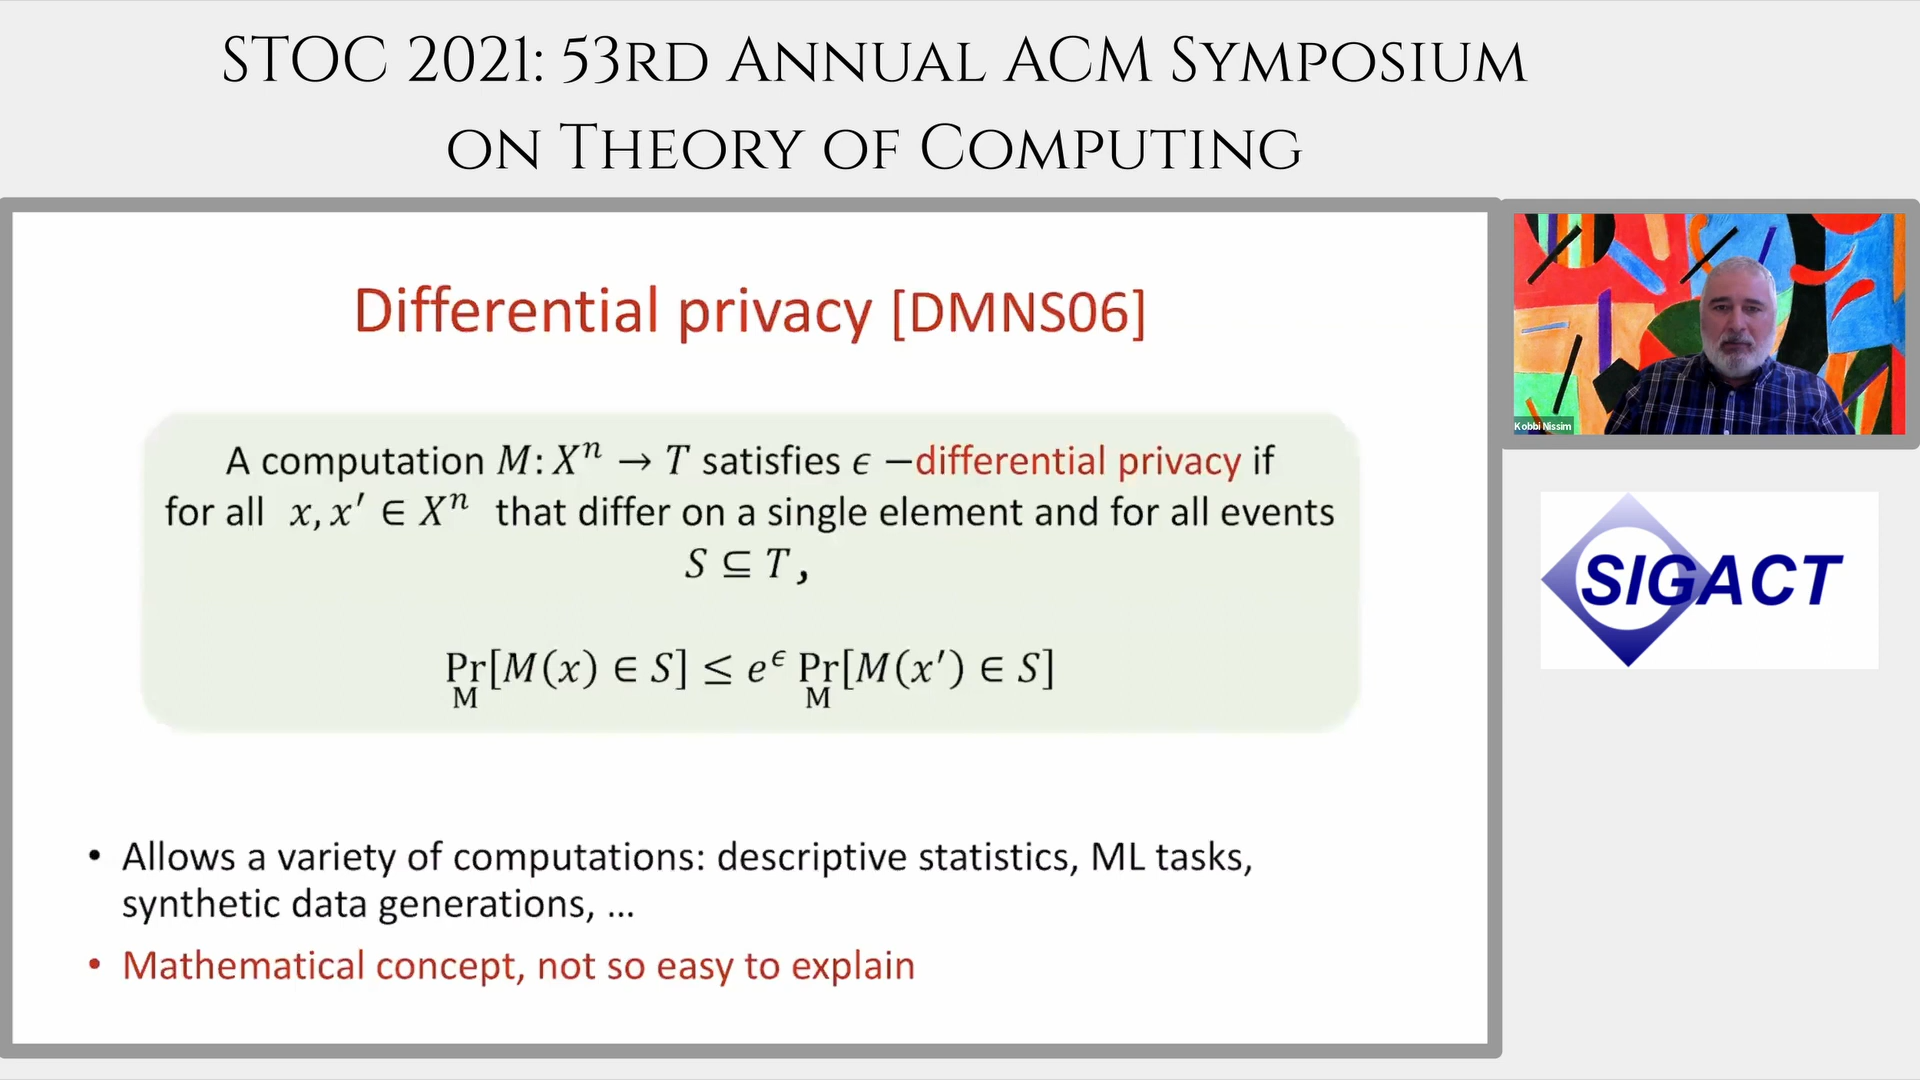 STOC 2021: 53rd Annual ACM Symposium
on Theory of Computing
Differential privacy [DMNS06]
A computation M: Xⁿ → T satisfies ϵ −differential privacy if
for all x, x′ ∈ Xⁿ that differ on a single element and for all events
S ⊆ T,
Pr[M(x) ∈ S] ≤ e^ϵ Pr[M(x′) ∈ S]
M M
• Allows a variety of computations: descriptive statistics, ML tasks,
synthetic data generations, ...
• Mathematical concept, not so easy to explain
Kobbi Nissim
SIGACT